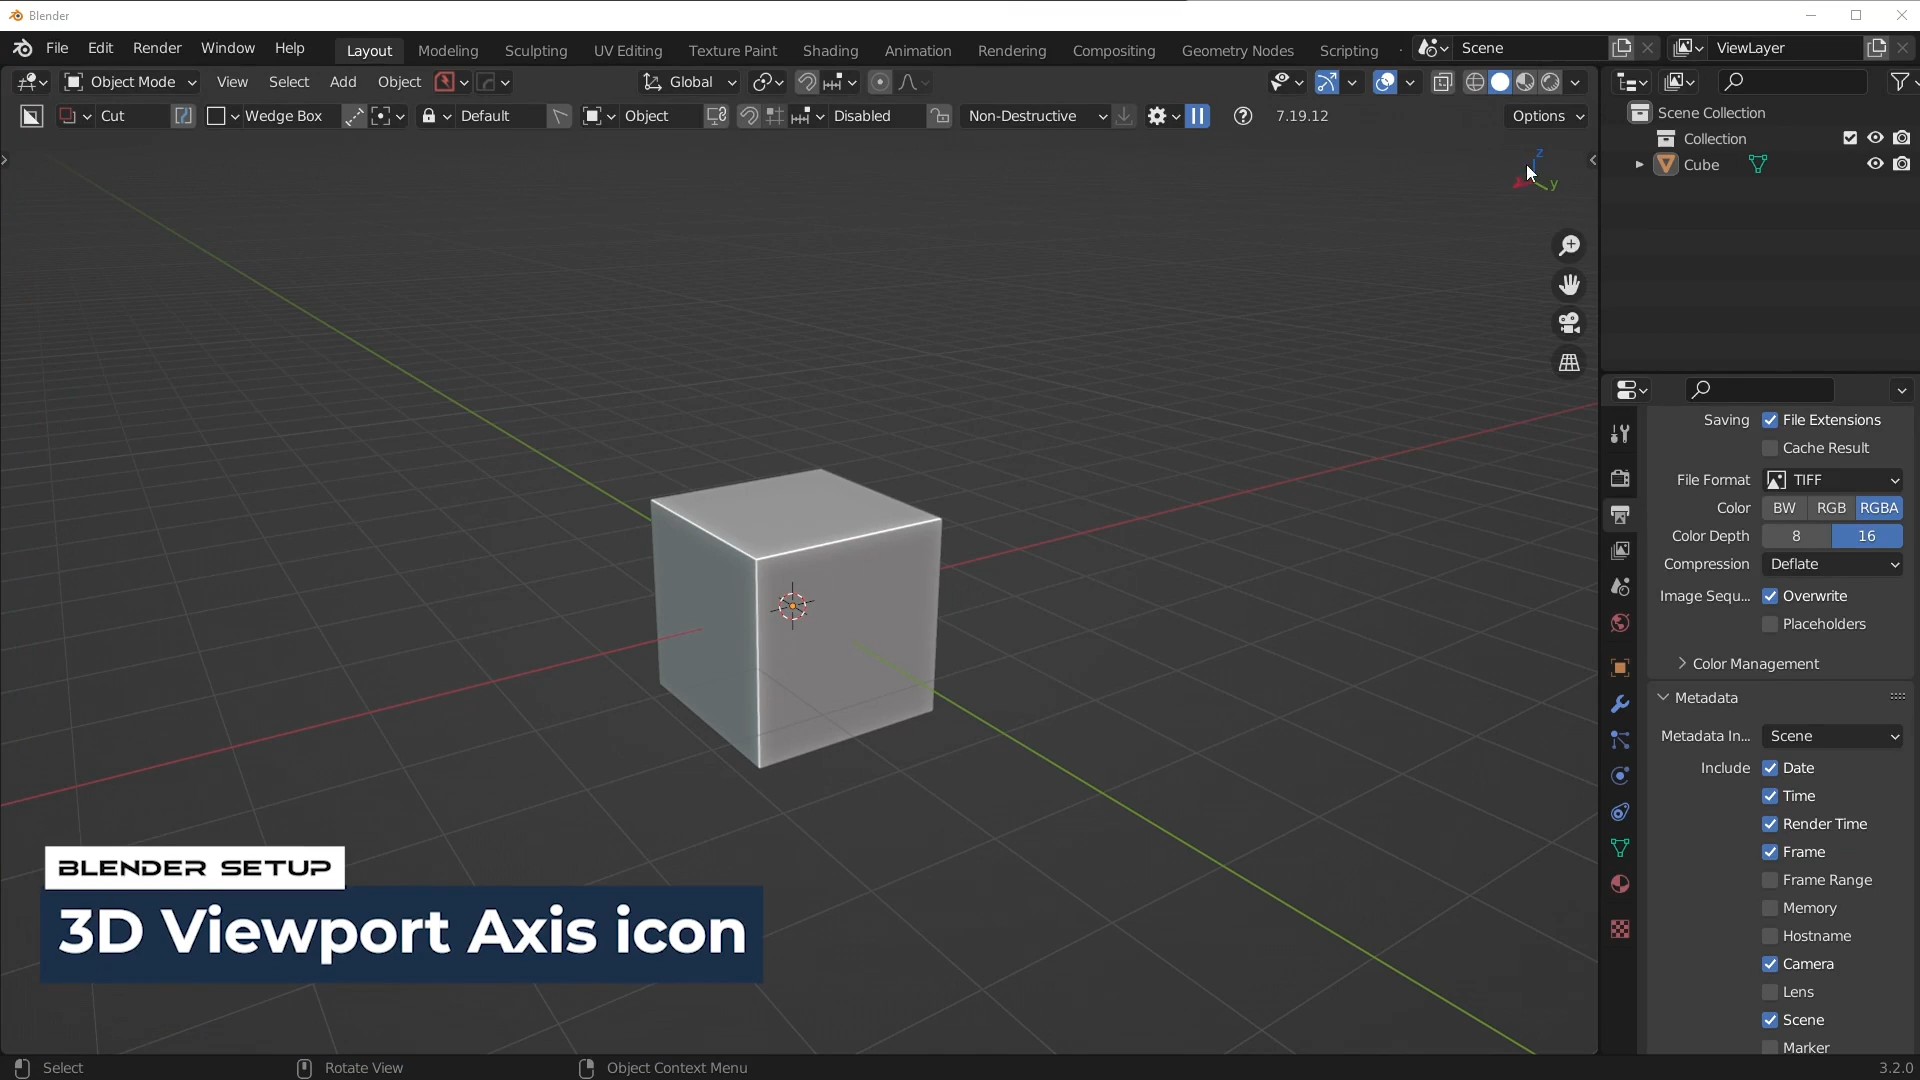 Blender
File Edit Render Window Help Layout Modeling Sculpting UV Editing Texture Paint Shading Animation Rendering Compositing Geometry Nodes Scripting Scene ViewLayer
Object Mode View Select Add Object Global
Cut Wedge Box Default Object Disabled Non-Destructive 7.19.12 Options
Scene Collection
Collection
Cube
z
y
Saving File Extensions
Cache Result
File Format TIFF
Color BW RGB RGBA
Color Depth 8 16
Compression Deflate
Image Sequ... Overwrite
Placeholders
Color Management
Metadata
Metadata In... Scene
Include Date
Time
Render Time
Frame
Frame Range
Memory
Hostname
Camera
Lens
Scene
Marker
BLENDER SETUP
3D Viewport Axis icon
Select Rotate View Object Context Menu 3.2.0